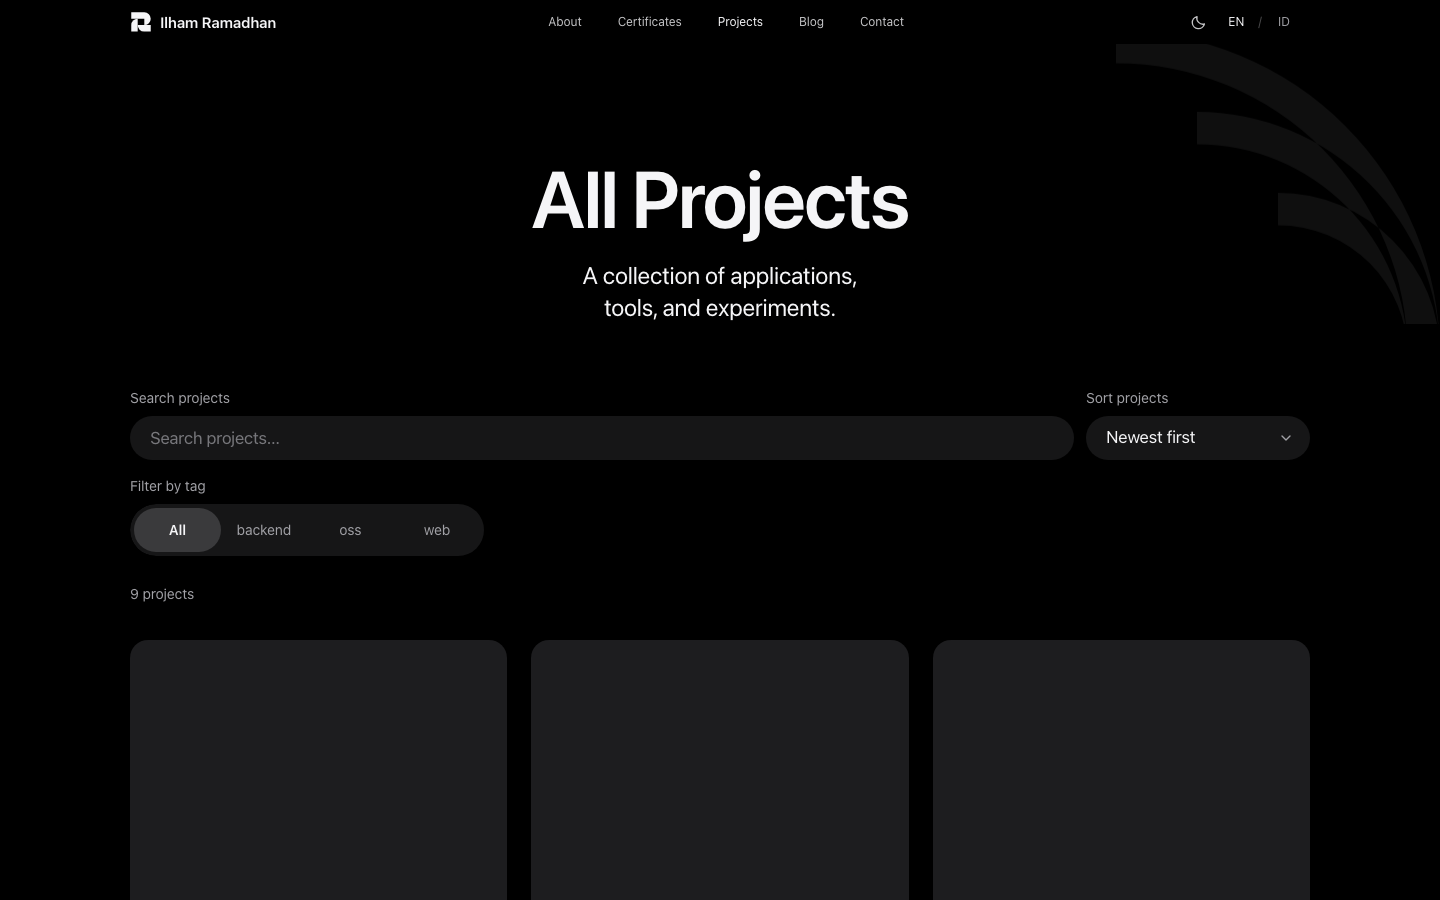 Ilham Ramadhan
About
Certificates
Projects
Blog
Contact
EN / ID
All Projects
A collection of applications,
tools, and experiments.
Search projects
Sort projects
Search projects...
Newest first
Filter by tag
All
backend
oss
web
9 projects